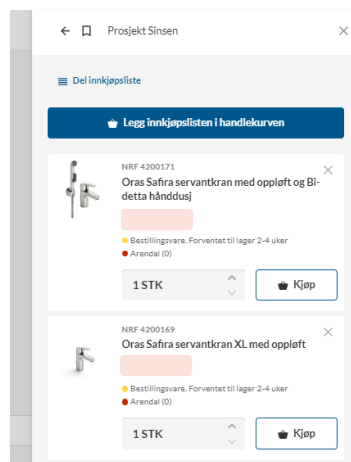 Prosjekt Sinsen
Del innkjøpsliste
Legg innkjøpslisten i handlekurven
NRF 4200171
Oras Safira servantkran med oppløft og Bi-
detta hånddusj
Bestillingsvare. Forventet til lager 2-4 uker
Arendal (0)
1 STK
Kjøp
NRF 4200169
Oras Safira servantkran XL med oppløft
Bestillingsvare. Forventet til lager 2-4 uker
Arendal (0)
1 STK
Kjøp